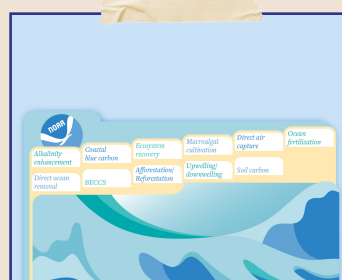 NOAA
Alkalinity
enhancement
Coastal
blue carbon
Ecosystem
recovery
Macroalgal
cultivation
Direct air
capture
Ocean
fertilization
Direct ocean
removal
BECCS
Afforestation/
Reforestation
Upwelling/
downwelling
Soil carbon